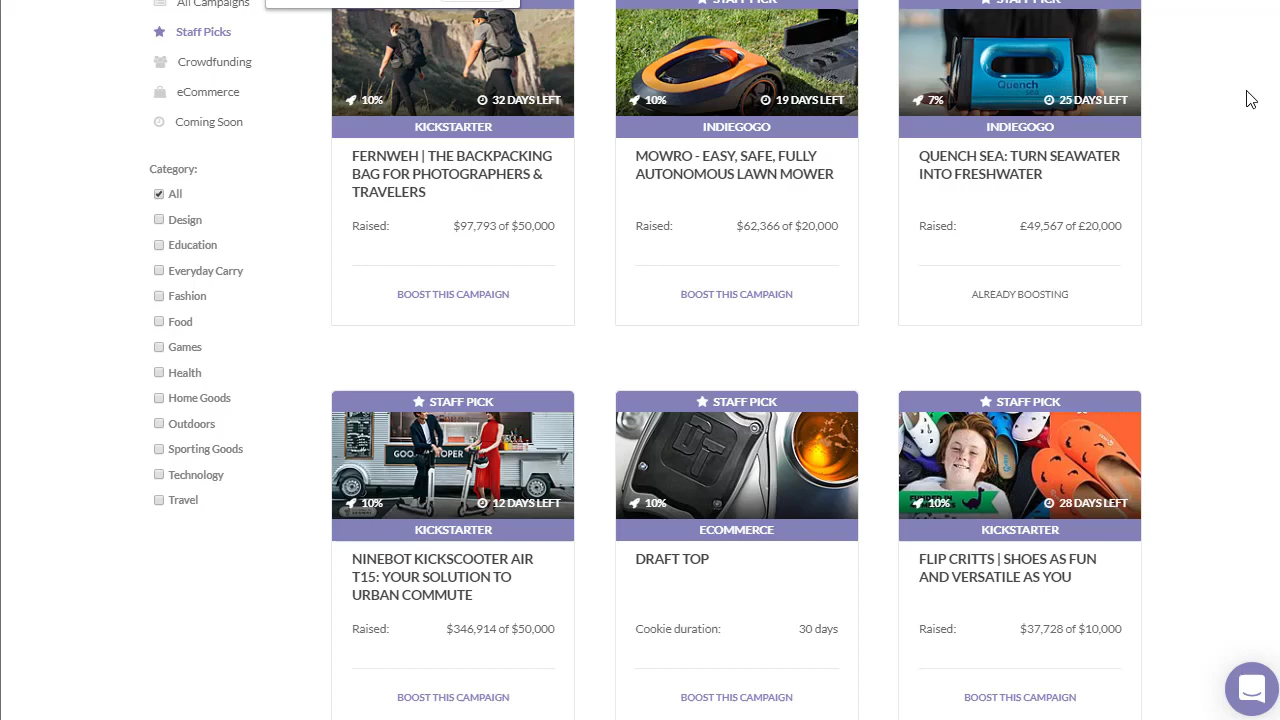 All Campaigns
Staff Picks
Crowdfunding
eCommerce
Coming Soon
Category:
All
Design
Education
Everyday Carry
Fashion
Food
Games
Health
Home Goods
Outdoors
Sporting Goods
Technology
Travel
10%
32 DAYS LEFT
KICKSTARTER
FERNWEH | THE BACKPACKING
BAG FOR PHOTOGRAPHERS &
TRAVELERS
Raised: $97,793 of $50,000
BOOST THIS CAMPAIGN
STAFF PICK
10%
19 DAYS LEFT
INDIEGOGO
MOWRO - EASY, SAFE, FULLY
AUTONOMOUS LAWN MOWER
Raised: $62,366 of $20,000
BOOST THIS CAMPAIGN
STAFF PICK
Quench
7%
25 DAYS LEFT
INDIEGOGO
QUENCH SEA: TURN SEAWATER
INTO FRESHWATER
Raised: £49,567 of £20,000
ALREADY BOOSTING
STAFF PICK
10%
12 DAYS LEFT
KICKSTARTER
NINEBOT KICKSCOOTER AIR
T15: YOUR SOLUTION TO
URBAN COMMUTE
Raised: $346,914 of $50,000
BOOST THIS CAMPAIGN
STAFF PICK
DT
10%
ECOMMERCE
DRAFT TOP
Cookie duration: 30 days
BOOST THIS CAMPAIGN
STAFF PICK
FUNDED IN
10%
28 DAYS LEFT
KICKSTARTER
FLIP CRITTS | SHOES AS FUN
AND VERSATILE AS YOU
Raised: $37,728 of $10,000
BOOST THIS CAMPAIGN